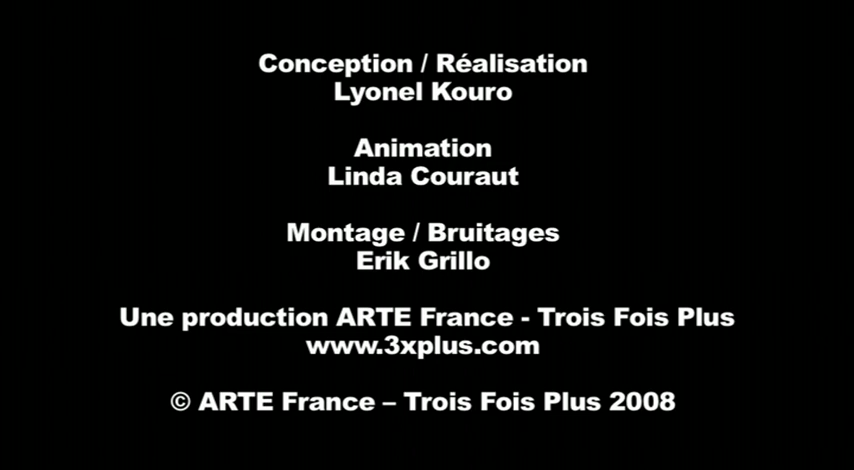 Conception / Réalisation
Lyonel Kouro
Animation
Linda Couraut
Montage / Bruitages
Erik Grillo
Une production ARTE France - Trois Fois Plus
www.3xplus.com
© ARTE France – Trois Fois Plus 2008